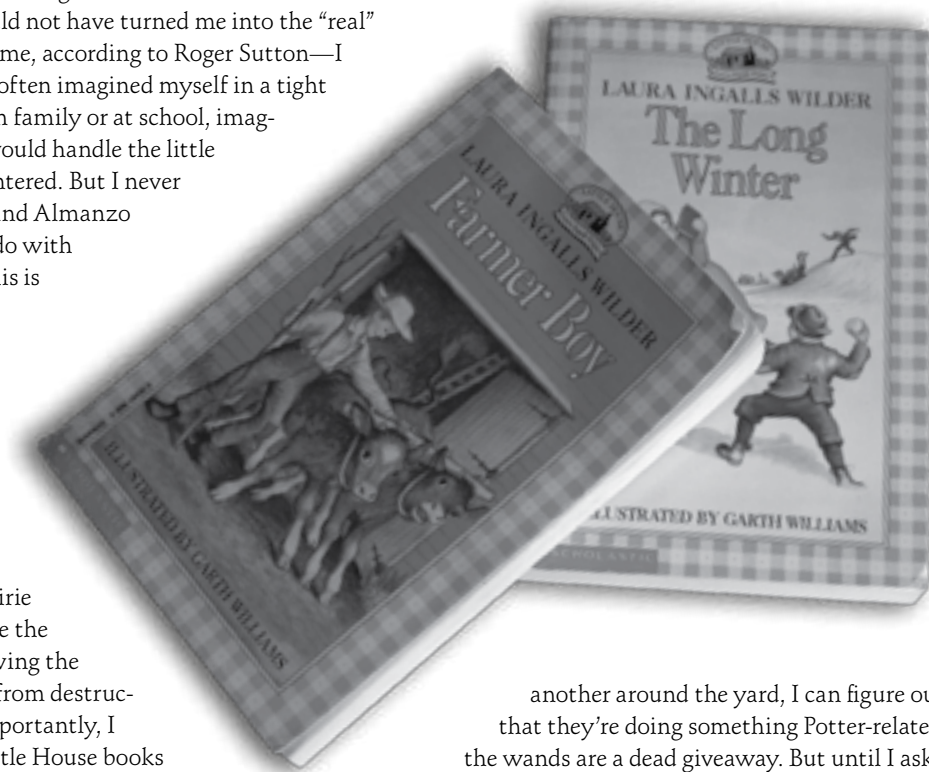 ld not have turned me into the “real”
me, according to Roger Sutton—I
often imagined myself in a tight
family or at school, imag-
ould handle the little
ntered. But I never
nd Almanzo
do with
is is
LAURA INGALLS WILDER
The Long
Winter
LUSTRATED BY GARTH WILLIAMS
SCHOLASTIC
LAURA INGALLS WILDER
Farmer Boy
ILLUSTRATED BY GARTH WILLIAMS
irie
e the
ving the
from destruc-
portantly, I
tle House books
another around the yard, I can figure ou
that they’re doing something Potter-relate
the wands are a dead giveaway. But until I ask